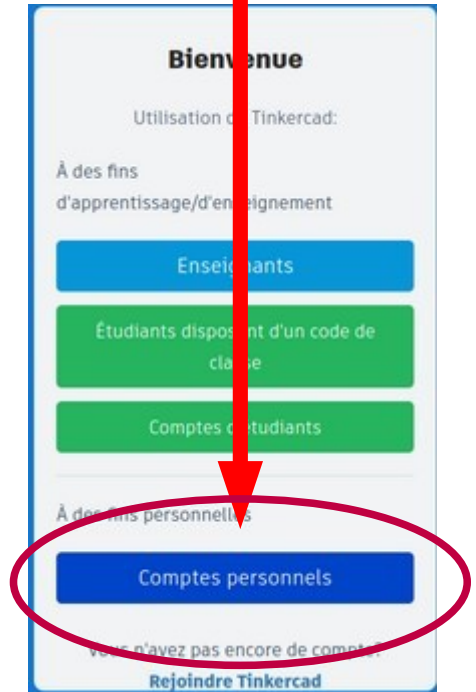 Bienvenue
Utilisation de Tinkercad:
À des fins
d'apprentissage/d'enseignement
Enseignants
Étudiants disposant d'un code de
classe
Comptes d'étudiants
À des fins personnelles
Comptes personnels
Vous n'avez pas encore de compte?
Rejoindre Tinkercad